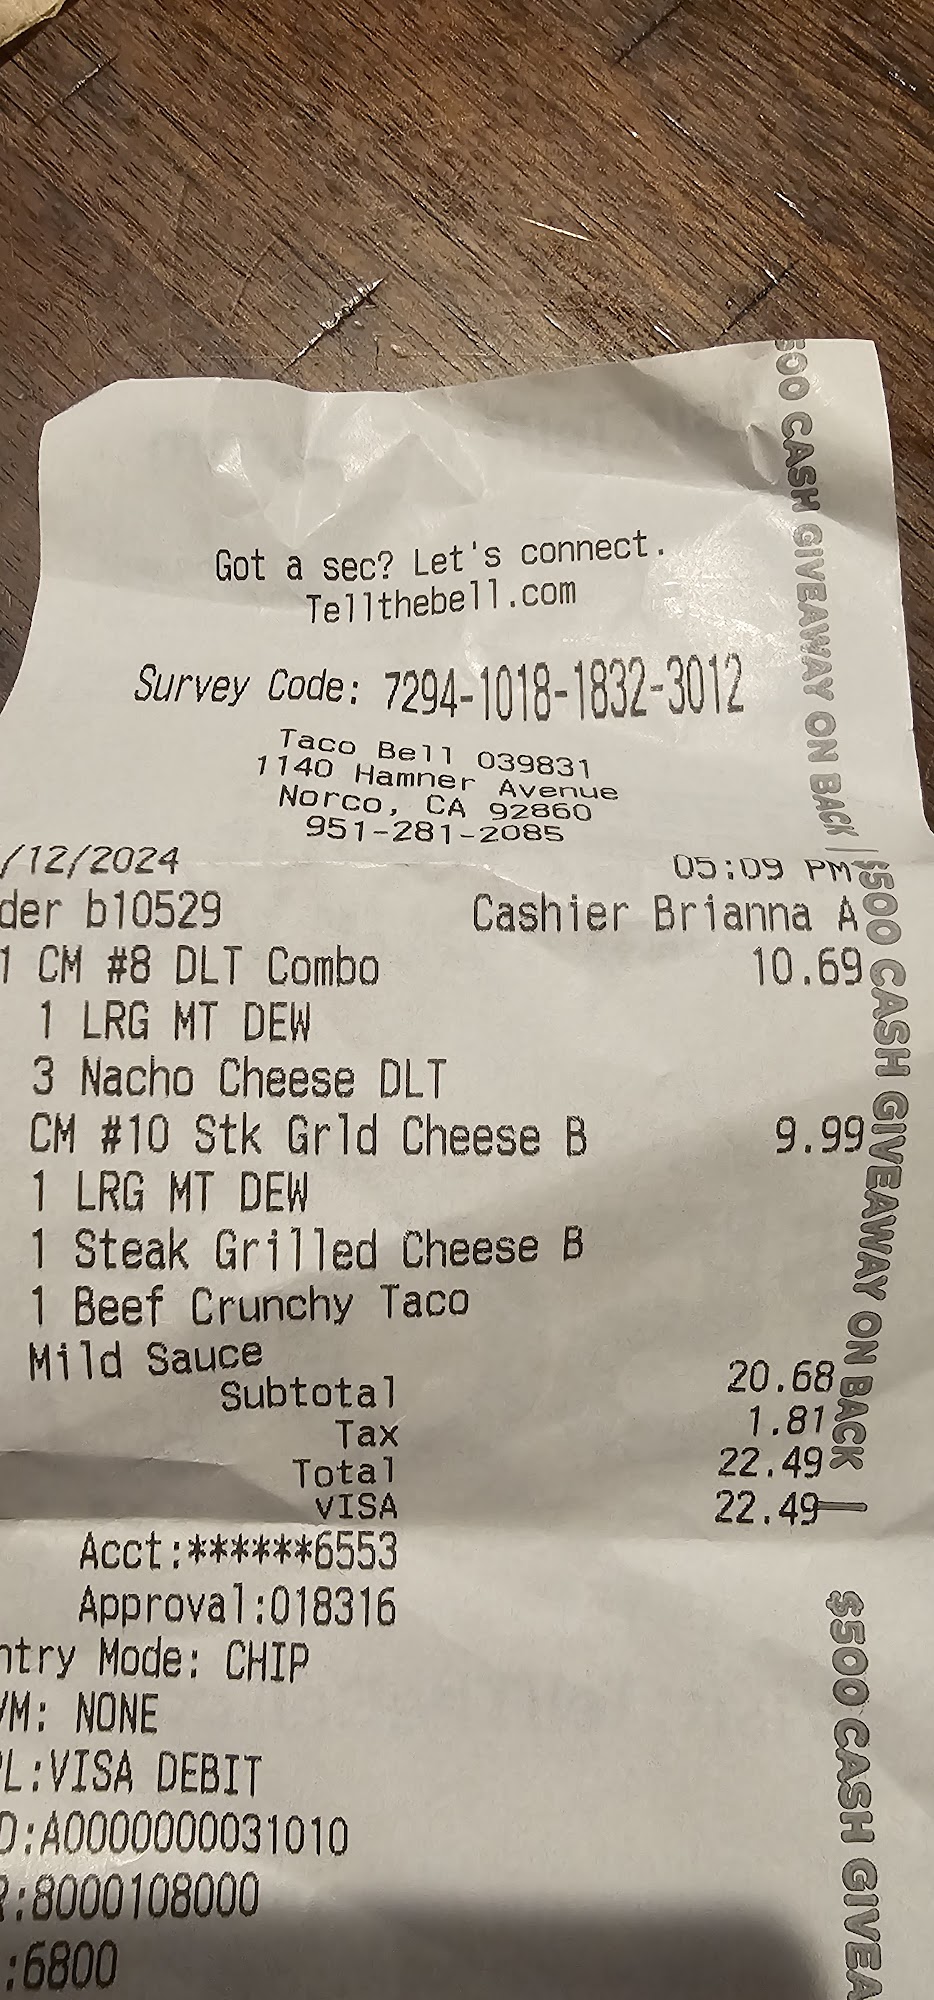 Got a sec? Let's connect.
Tellthebell.com
Survey Code: 7294-1018-1832-3012
Taco Bell 039831
1140 Hamner Avenue
Norco, CA 92860
951-281-2085
/12/2024 05:09 PM
der b10529 Cashier Brianna A
1 CM #8 DLT Combo 10.69
1 LRG MT DEW
3 Nacho Cheese DLT
CM #10 Stk Grld Cheese B 9.99
1 LRG MT DEW
1 Steak Grilled Cheese B
1 Beef Crunchy Taco
Mild Sauce
Subtotal 20.68
Tax 1.81
Total 22.49
VISA 22.49
Acct:******6553
Approval:018316
ntry Mode: CHIP
VM: NONE
PL:VISA DEBIT
D:A0000000031010
R:8000108000
:6800
500 CASH GIVEAWAY ON BACK | $500 CASH GIVEAWAY ON BACK | $500 CASH GIVEA